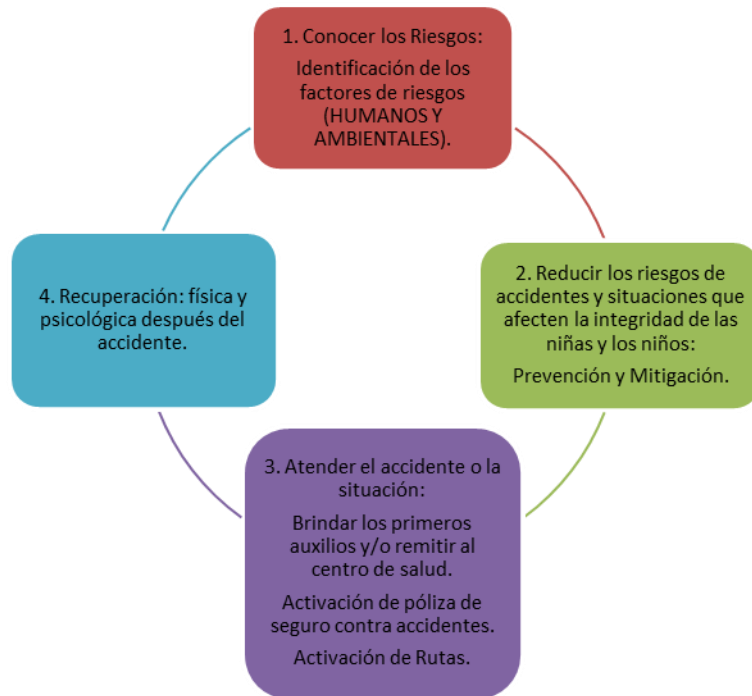 1. Conocer los Riesgos:
Identificación de los
factores de riesgos
(HUMANOS Y
AMBIENTALES).
2. Reducir los riesgos de
accidentes y situaciones que
afecten la integridad de las
niñas y los niños:
Prevención y Mitigación.
3. Atender el accidente o la
situación:
Brindar los primeros
auxilios y/o remitir al
centro de salud.
Activación de póliza de
seguro contra accidentes.
Activación de Rutas.
4. Recuperación: física y
psicológica después del
accidente.